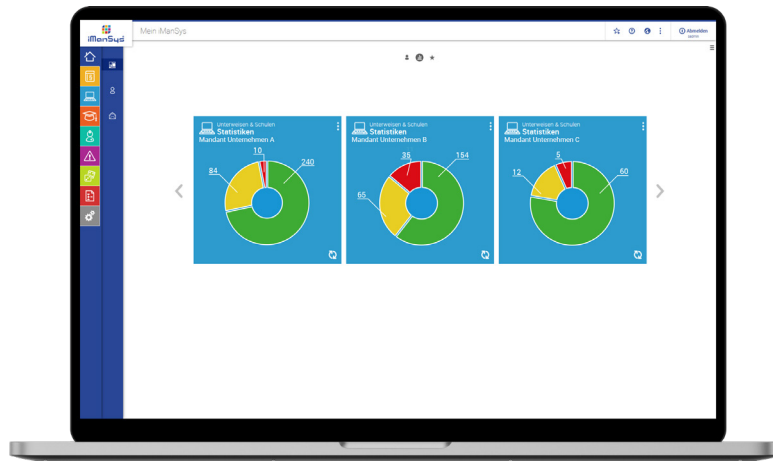 iManSys
Mein iManSys
Abmelden
Unterweisen & Schulen
Statistiken
Mandant Unternehmen A
10
240
84
Unterweisen & Schulen
Statistiken
Mandant Unternehmen B
35
154
65
Unterweisen & Schulen
Statistiken
Mandant Unternehmen C
5
60
12